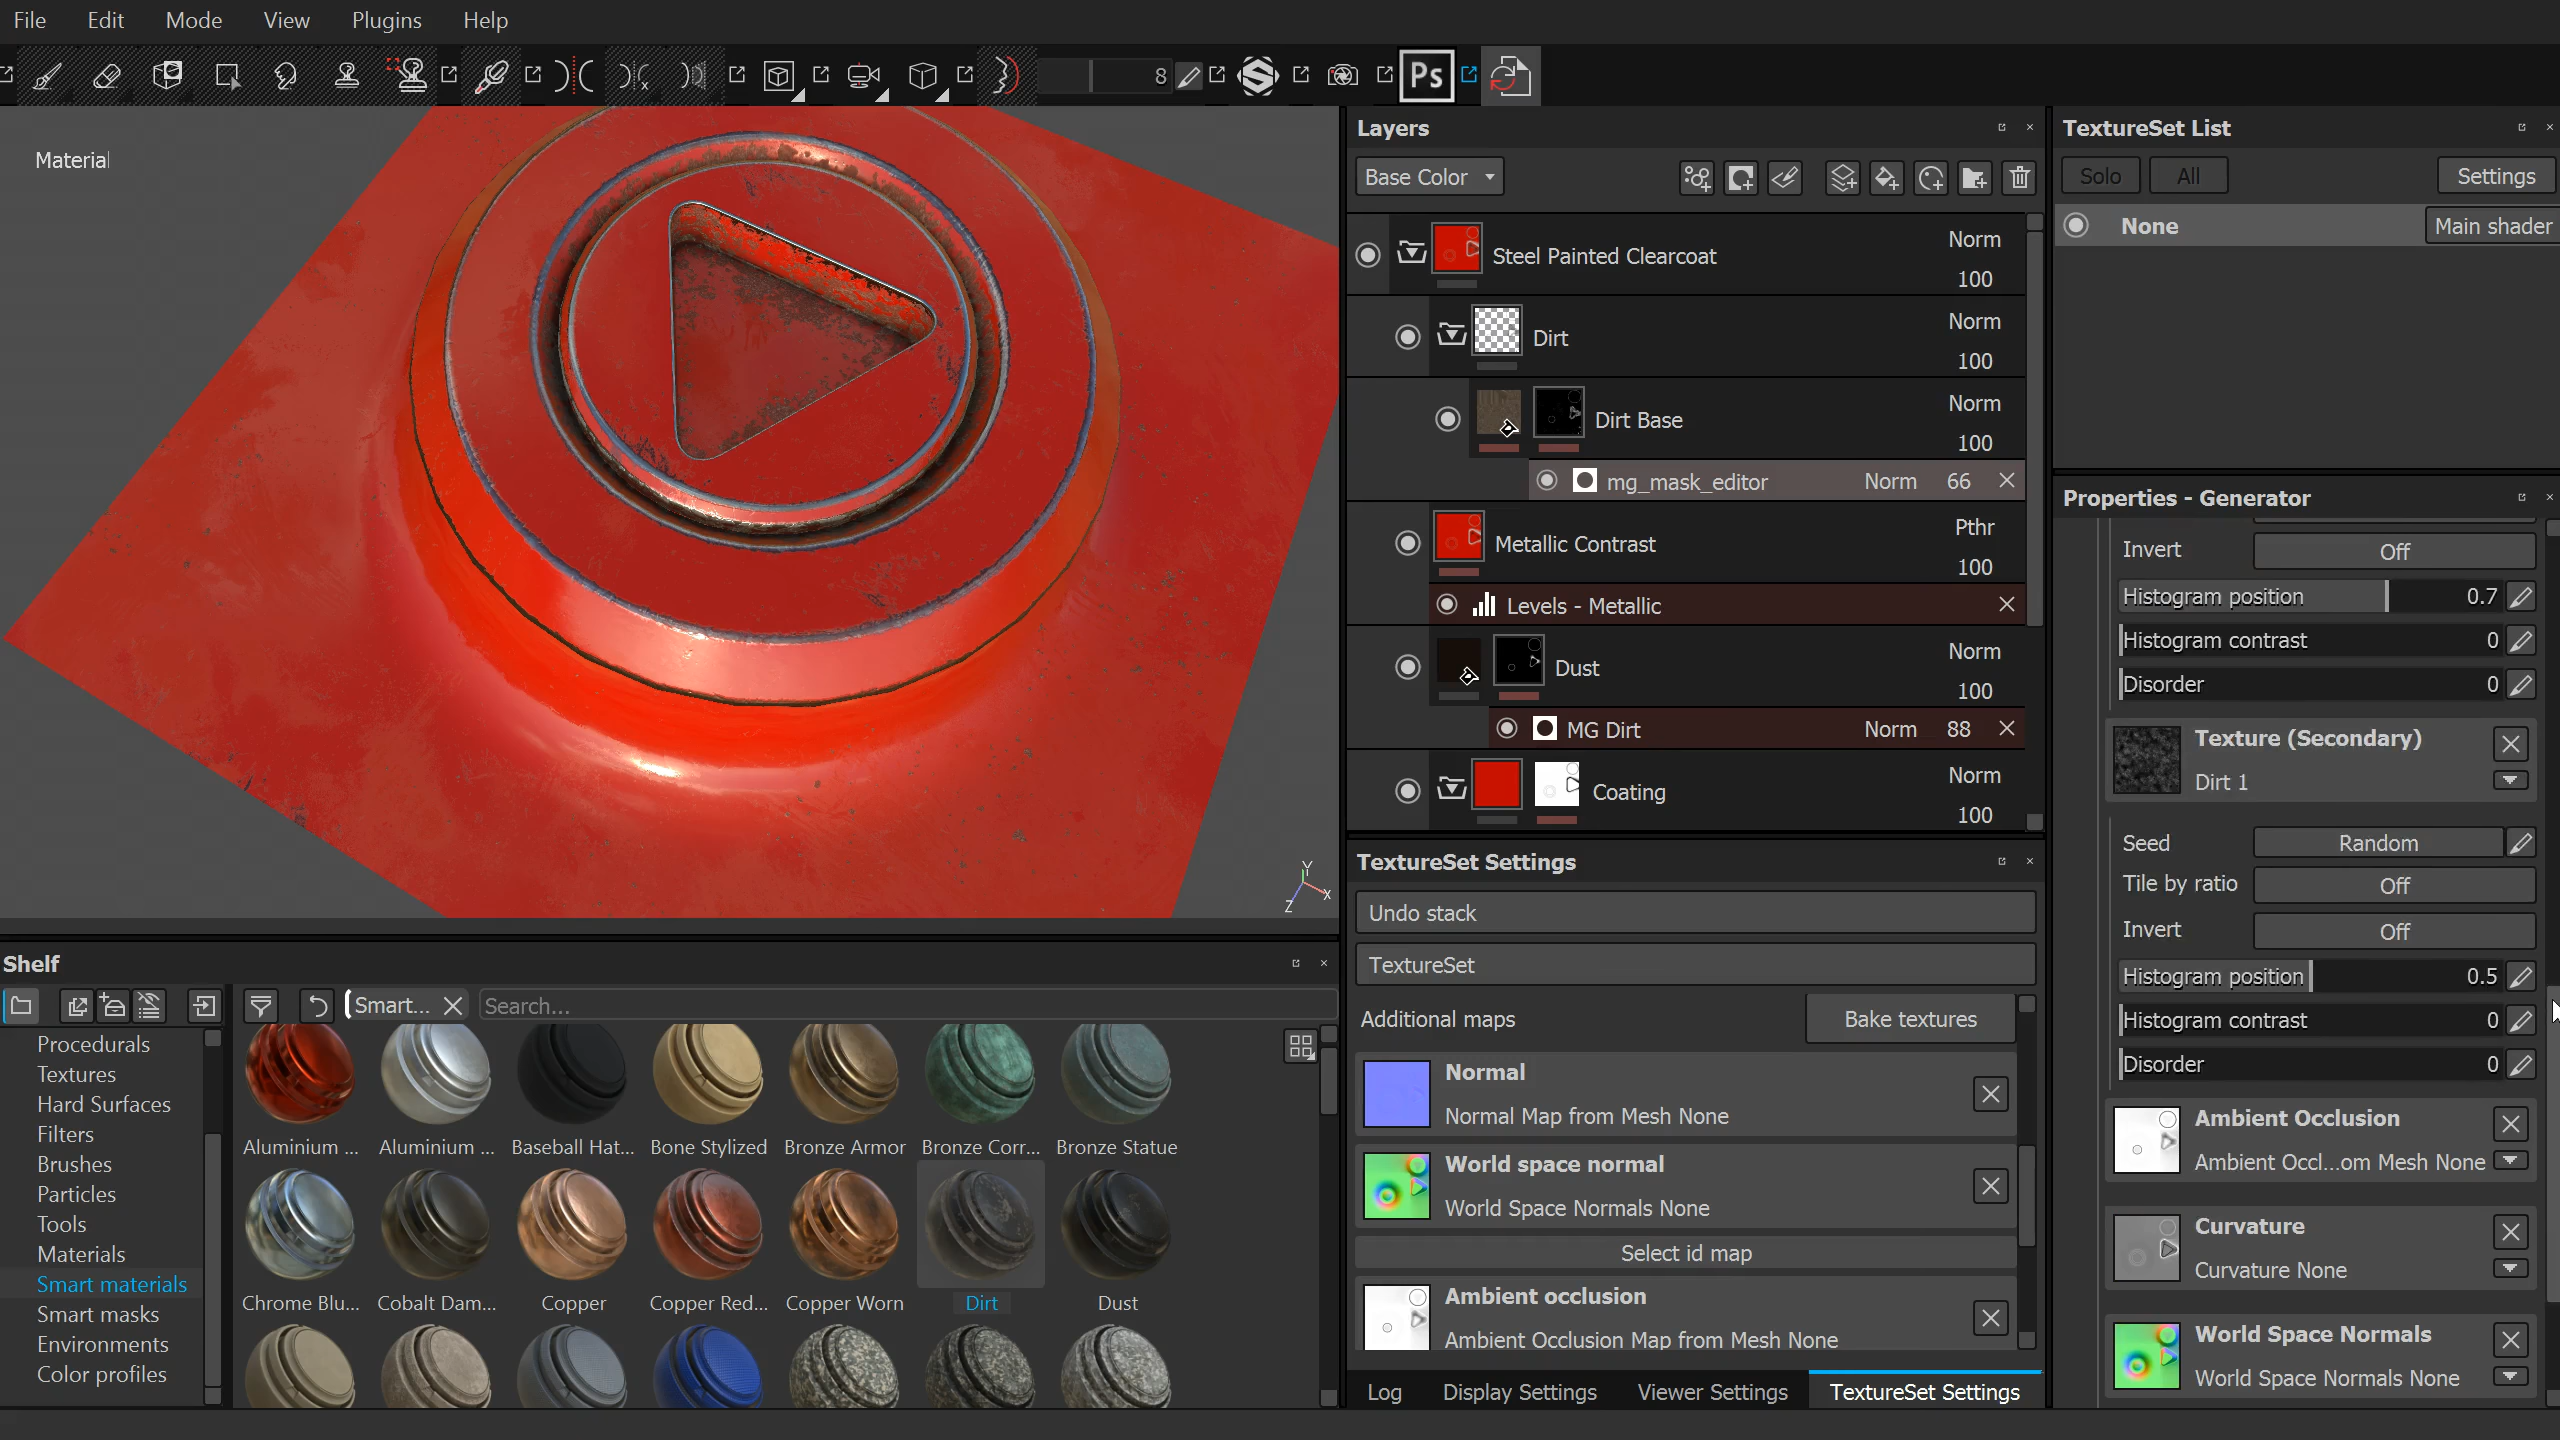 File Edit Mode View Plugins Help
8
Ps
Material
Y
X
Z
Layers
Base Color
Steel Painted Clearcoat Norm
100
Dirt Norm
100
Dirt Base Norm
100
mg_mask_editor Norm 66
Metallic Contrast Pthr
100
Levels - Metallic
Dust Norm
100
MG Dirt Norm 88
Coating Norm
100
TextureSet Settings
Undo stack
TextureSet
Additional maps Bake textures
Normal
Normal Map from Mesh None
World space normal
World Space Normals None
Select id map
Ambient occlusion
Ambient Occlusion Map from Mesh None
Log Display Settings Viewer Settings TextureSet Settings
TextureSet List
Solo All Settings
None Main shader
Properties - Generator
Invert Off
Histogram position 0.7
Histogram contrast 0
Disorder 0
Texture (Secondary)
Dirt 1
Seed Random
Tile by ratio Off
Invert Off
Histogram position 0.5
Histogram contrast 0
Disorder 0
Ambient Occlusion
Ambient Occl...om Mesh None
Curvature
Curvature None
World Space Normals
World Space Normals None
Shelf
Smart... Search...
Procedurals
Textures
Hard Surfaces
Filters
Brushes
Particles
Tools
Materials
Smart materials
Smart masks
Environments
Color profiles
Aluminium ... Aluminium ... Baseball Hat... Bone Stylized Bronze Armor Bronze Corr... Bronze Statue
Chrome Blu... Cobalt Dam... Copper Copper Red... Copper Worn Dirt Dust